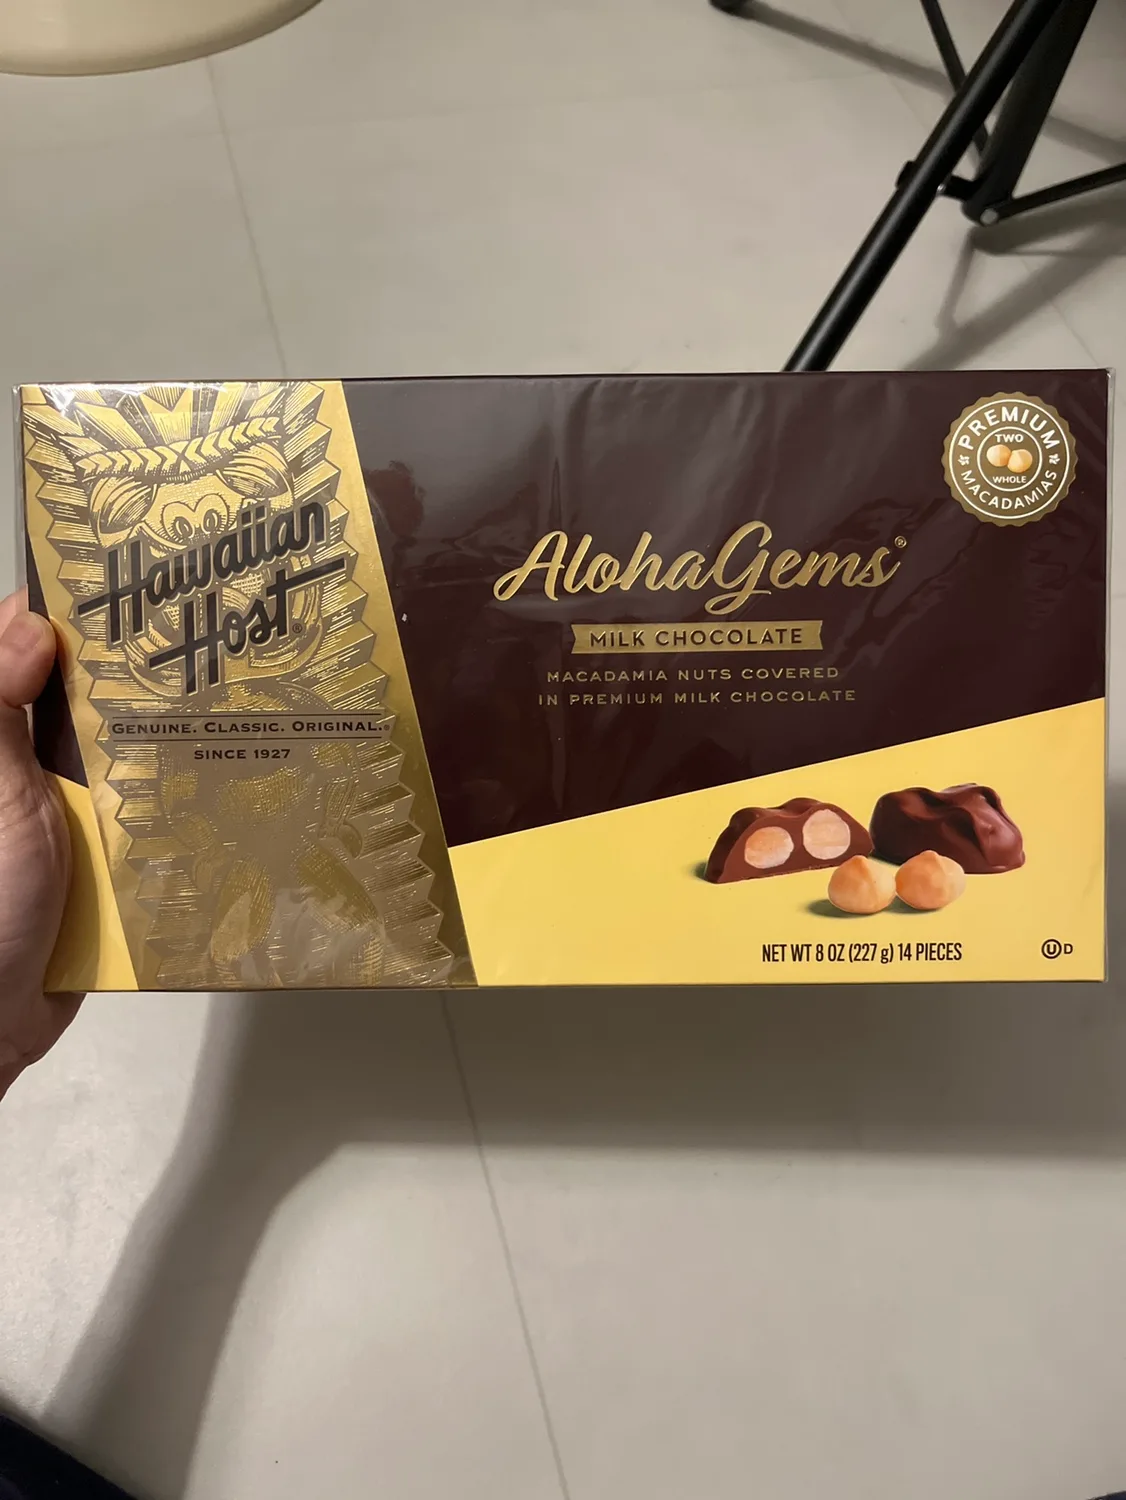 Hawaiian
Host®
GENUINE. CLASSIC. ORIGINAL.®
SINCE 1927
AlohaGems®
MILK CHOCOLATE
MACADAMIA NUTS COVERED
IN PREMIUM MILK CHOCOLATE
PREMIUM
TWO
WHOLE
MACADAMIAS
NET WT 8 OZ (227 g) 14 PIECES
U D